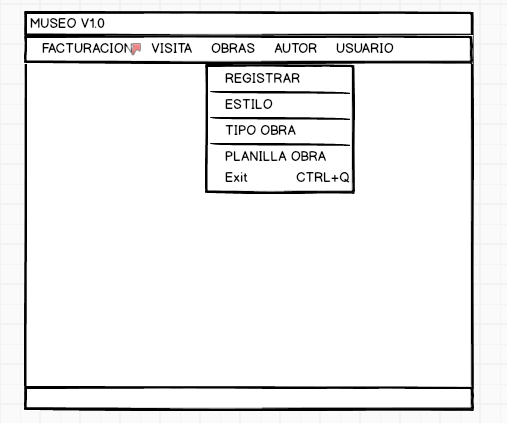 MUSEO V1.0
FACTURACION VISITA OBRAS AUTOR USUARIO
REGISTRAR
ESTILO
TIPO OBRA
PLANILLA OBRA
Exit CTRL+Q